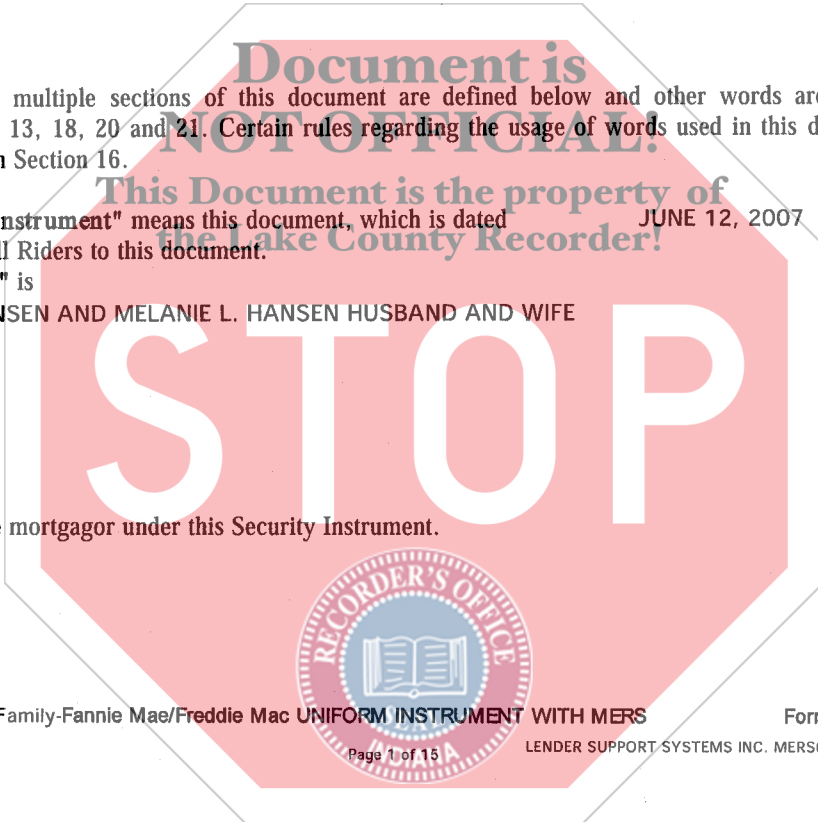 Document is
multiple sections of this document are defined below and other words are
13, 18, 20 and 21. Certain rules regarding the usage of words used in this d
NOT OFFICIAL!
n Section 16.
This Document is the property of
nstrument" means this document, which is dated JUNE 12, 2007
the Lake County Recorder!
ll Riders to this document.
" is
NSEN AND MELANIE L. HANSEN HUSBAND AND WIFE
STOP
e mortgagor under this Security Instrument.
RECORDER'S OFFICE
SEAL
INDIANA
Family-Fannie Mae/Freddie Mac UNIFORM INSTRUMENT WITH MERS For
Page 1 of 15 LENDER SUPPORT SYSTEMS INC. MERS